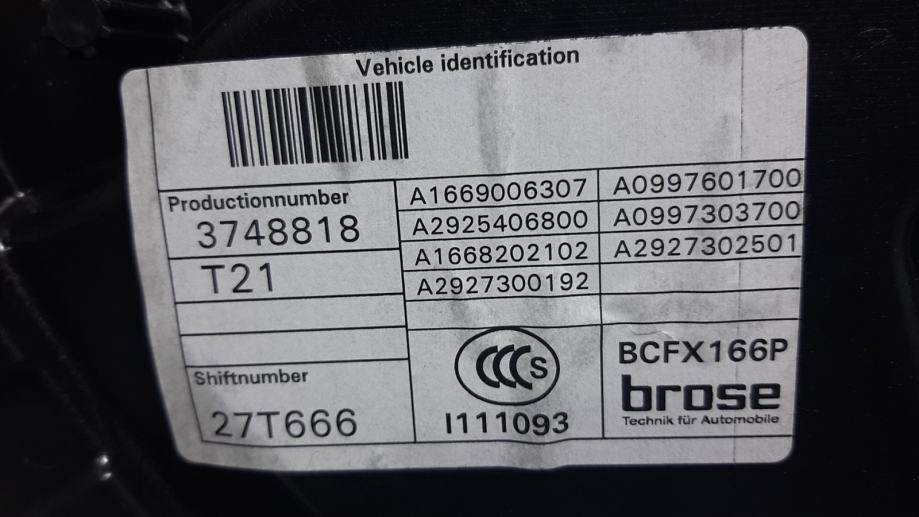 Vehicle identification
Productionnumber
3748818
T21
A1669006307 A0997601700
A2925406800 A0997303700
A1668202102 A2927302501
A2927300192
Shiftnumber
27T666
CCC S
I111093
BCFX166P
brose
Technik für Automobile